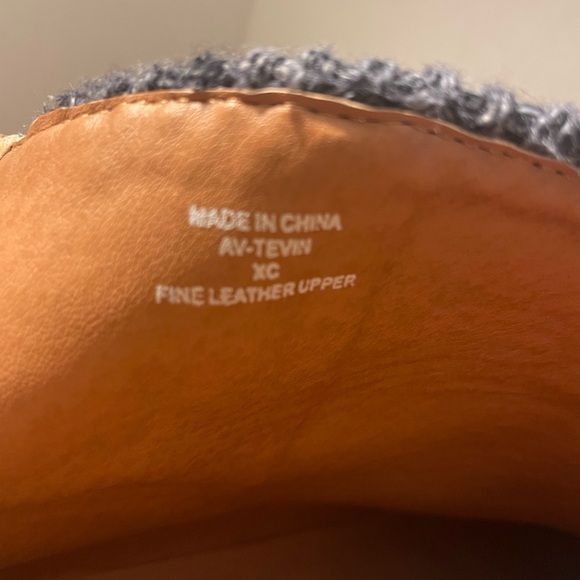 MADE IN CHINA
AV-TEVIN
XC
FINE LEATHER UPPER